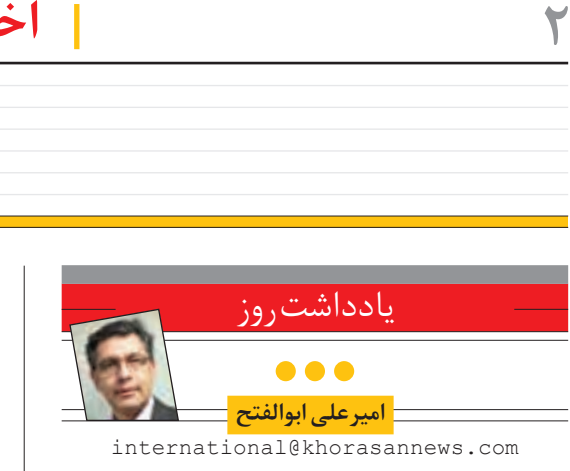 ۲
یادداشت روز
امیرعلی ابوالفتح
international@khorasannews.com